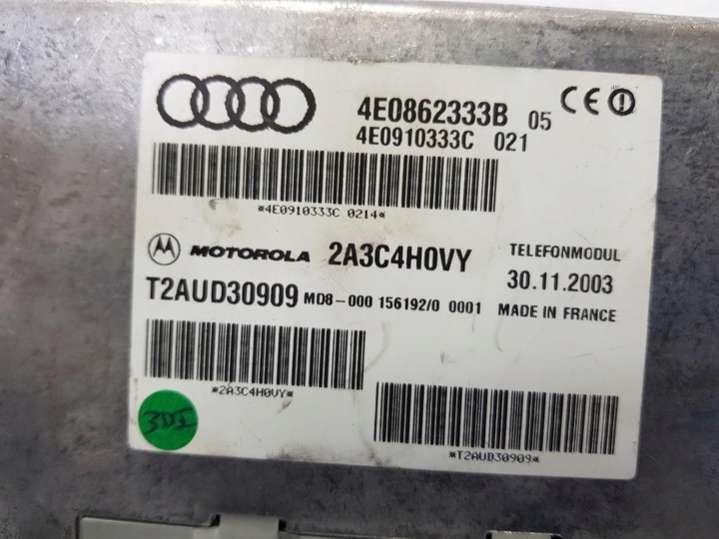 4E0862333B 05 CE
4E0910333C 021
*4E0910333C 0214*
MOTOROLA 2A3C4H0VY TELEFONMODUL
30.11.2003
T2AUD30909 MD8-000 156192/0 0001 MADE IN FRANCE
*2A3C4H0VY*
*T2AUD30909*